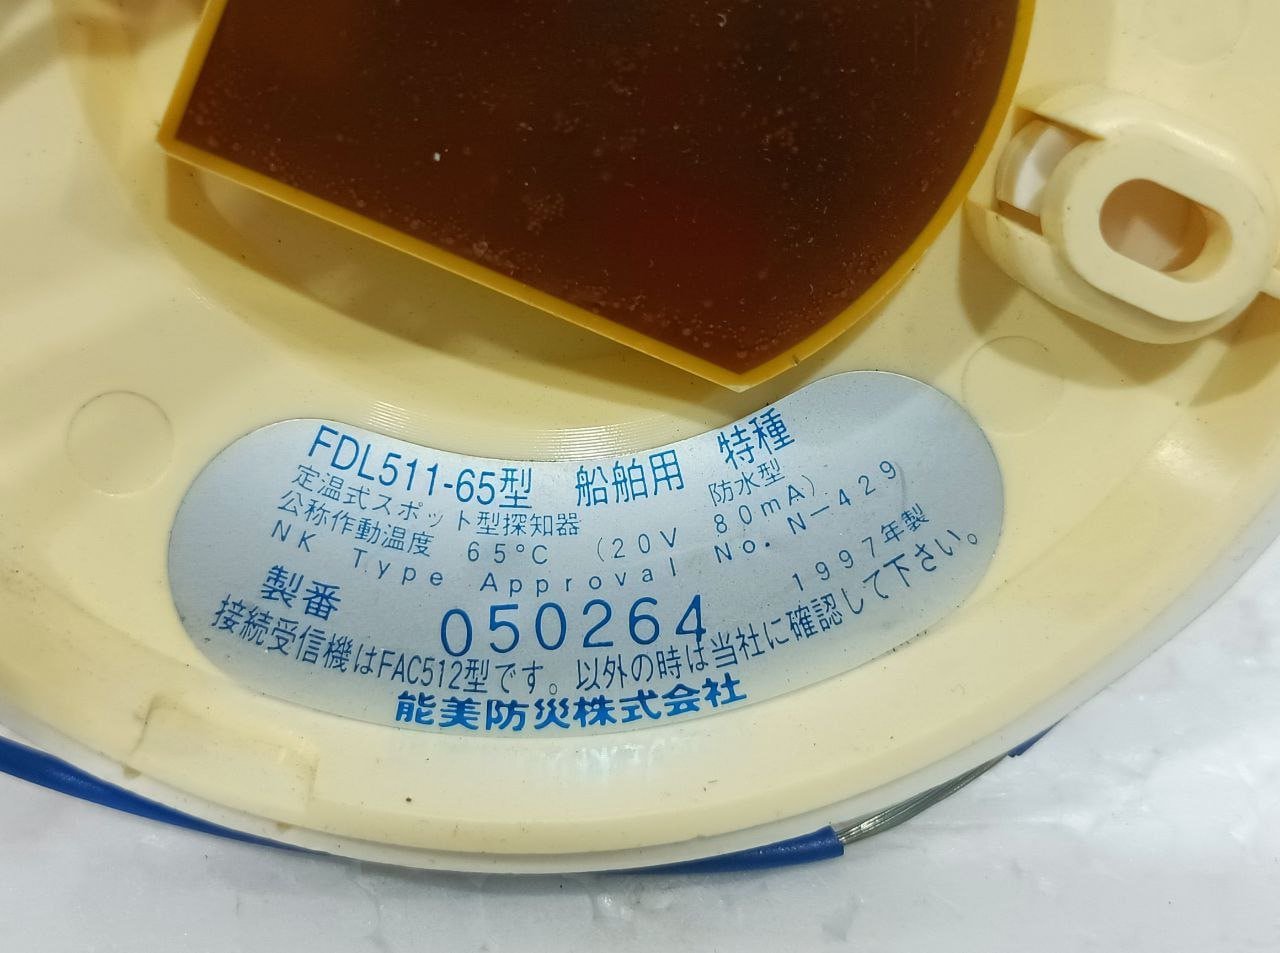 FDL511-65型 船舶用 特種
定温式スポット型探知器 防水型
公称作動温度 65°C (20V 80mA)
NK Type Approval No. N-429
製番 050264 1997年製
接続受信機はFAC512型です。以外の時は当社に確認して下さい。
能美防災株式会社